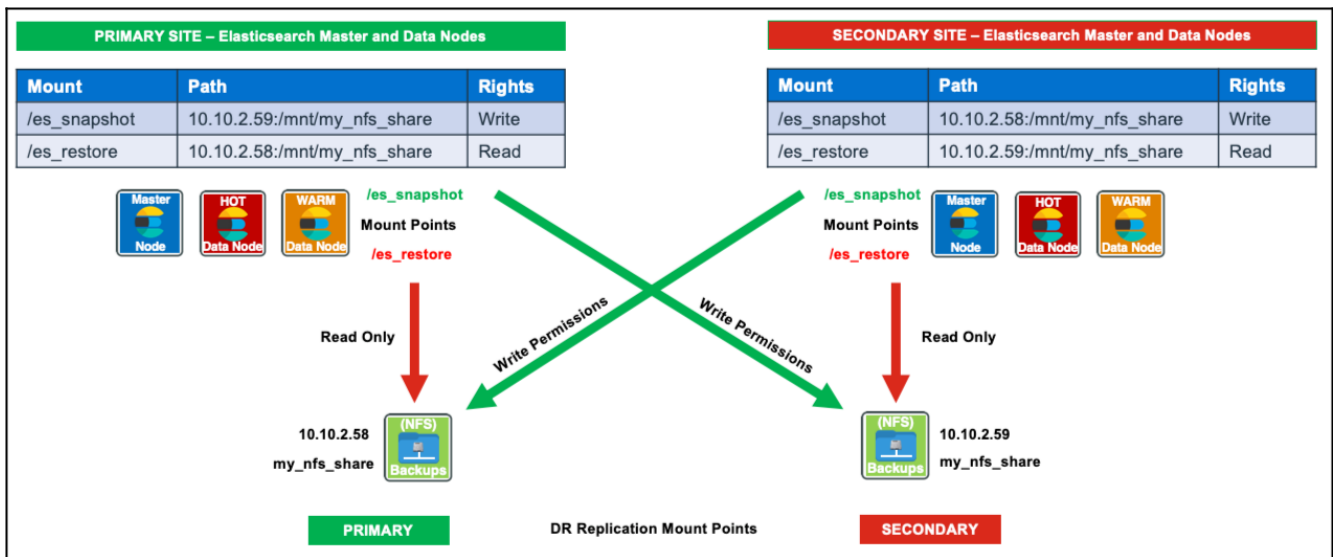 PRIMARY SITE – Elasticsearch Master and Data Nodes
Mount Path Rights
/es_snapshot 10.10.2.59:/mnt/my_nfs_share Write
/es_restore 10.10.2.58:/mnt/my_nfs_share Read
SECONDARY SITE – Elasticsearch Master and Data Nodes
Mount Path Rights
/es_snapshot 10.10.2.58:/mnt/my_nfs_share Write
/es_restore 10.10.2.59:/mnt/my_nfs_share Read
Master
Node
HOT
Data Node
WARM
Data Node
/es_snapshot
Mount Points
/es_restore
/es_snapshot
Mount Points
/es_restore
Master
Node
HOT
Data Node
WARM
Data Node
Read Only
Write Permissions
Write Permissions
Read Only
10.10.2.58
my_nfs_share
(NFS)
Backups
(NFS)
Backups
10.10.2.59
my_nfs_share
PRIMARY
DR Replication Mount Points
SECONDARY